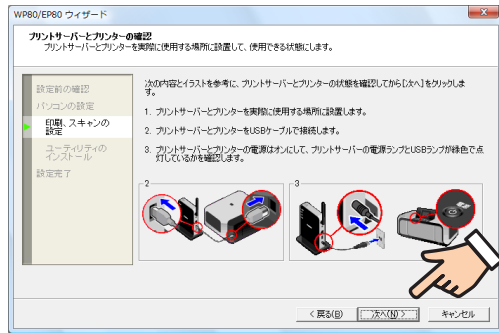 WP80/EP80 ウィザード
プリントサーバーとプリンターの確認
プリントサーバーとプリンターを実際に使用する場所に設置して、使用できる状態にします。
設定前の確認
パソコンの設定
印刷、スキャンの
設定
ユーティリティの
インストール
設定完了
次の内容とイラストを参考に、プリントサーバーとプリンターの状態を確認してから[次へ]をクリックしま
す。
1. プリントサーバーとプリンターを実際に使用する場所に設置します。
2. プリントサーバーとプリンターをUSBケーブルで接続します。
3. プリントサーバーとプリンターの電源はオンにして、プリントサーバーの電源ランプとUSBランプが緑色で点
灯しているかを確認します。
2
3
< 戻る(B)
次へ(N) >
キャンセル